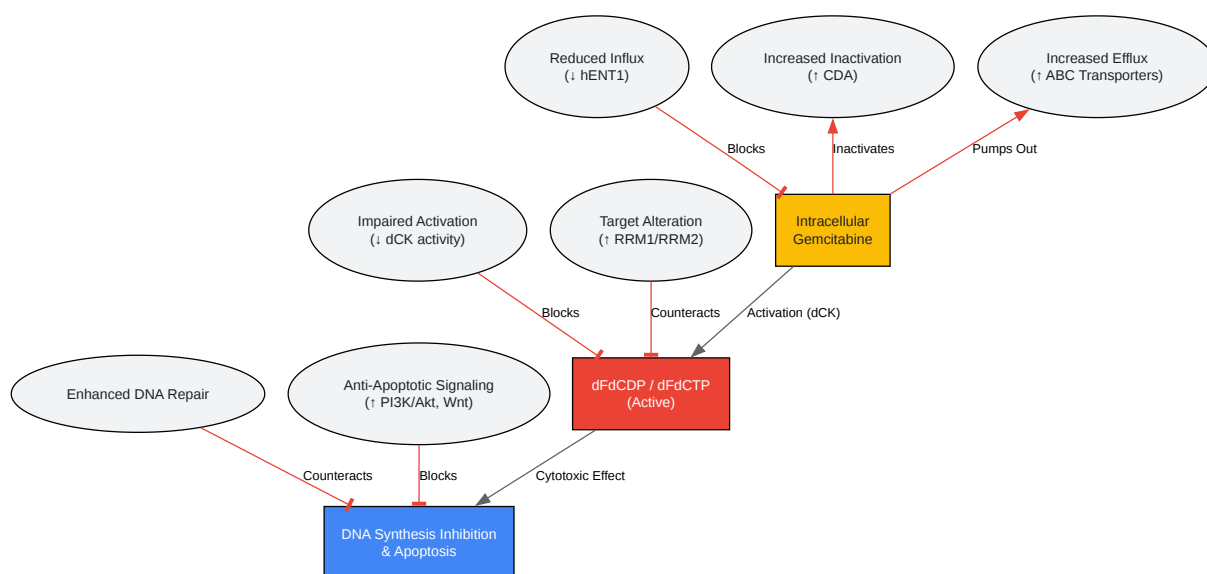 Reduced Influx
(↓ hENT1)
Increased Inactivation
(↑ CDA)
Increased Efflux
(↑ ABC Transporters)
Blocks
Inactivates
Pumps Out
Impaired Activation
(↓ dCK activity)
Target Alteration
(↑ RRM1/RRM2)
Intracellular
Gemcitabine
Blocks
Counteracts
Activation (dCK)
Enhanced DNA Repair
Anti-Apoptotic Signaling
(↑ PI3K/Akt, Wnt)
dFdCDP / dFdCTP
(Active)
Counteracts
Blocks
Cytotoxic Effect
DNA Synthesis Inhibition
& Apoptosis